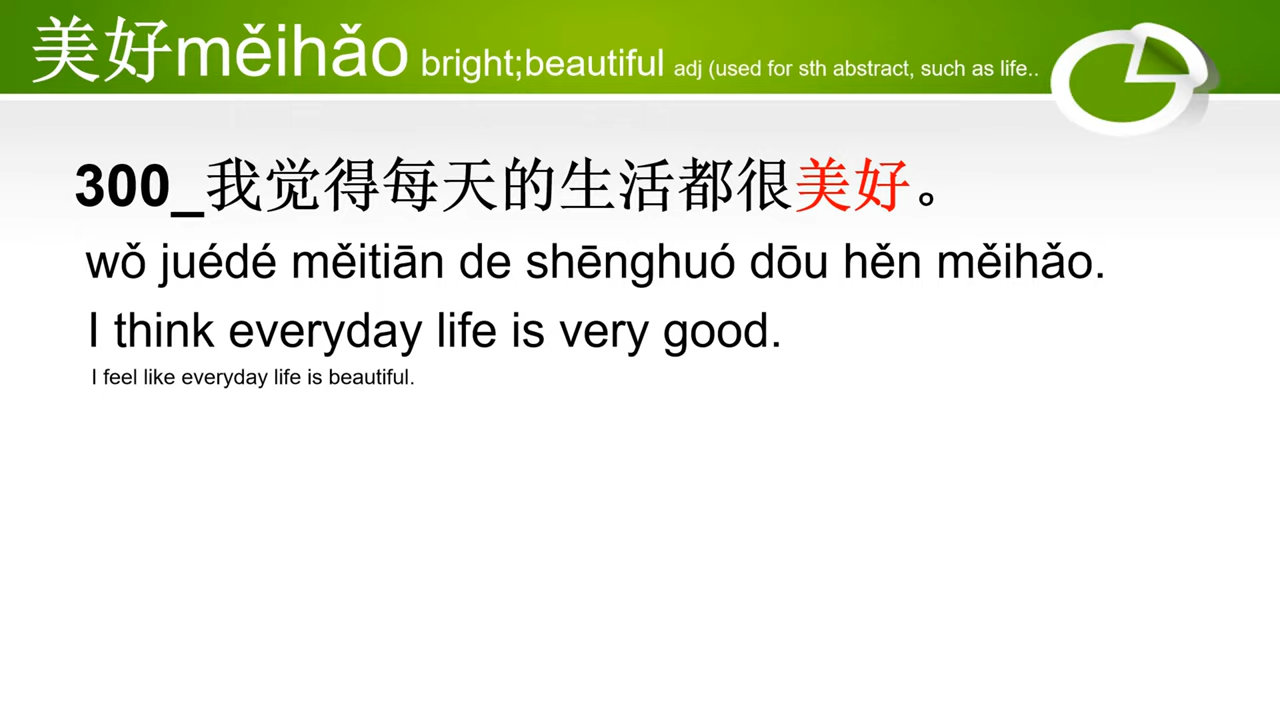 美好měihǎo bright;beautiful adj (used for sth abstract, such as life..
300_我觉得每天的生活都很美好。
wǒ juédé měitiān de shēnghuó dōu hěn měihǎo.
I think everyday life is very good.
I feel like everyday life is beautiful.